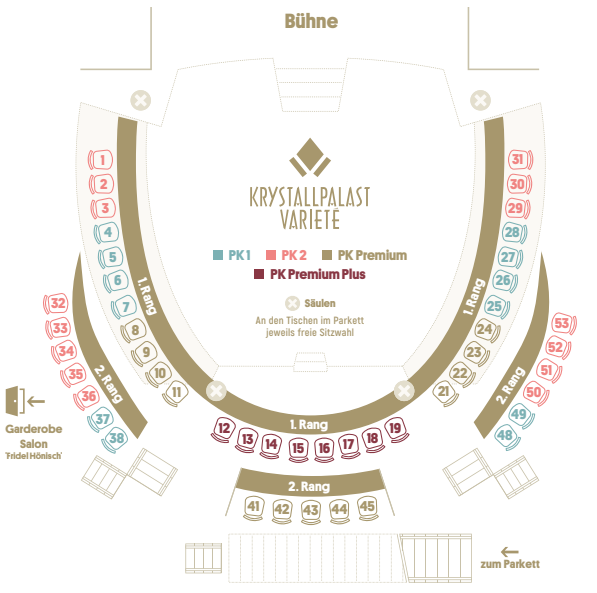 Bühne
KRYSTALLPALAST
VARIETÉ
PK 1 PK 2 PK Premium
PK Premium Plus
Säulen
An den Tischen im Parkett
jeweils freie Sitzwahl
1
2
3
4
5
6
7
8
9
10
11
1. Rang
31
30
29
28
27
26
25
24
23
22
21
1. Rang
32
33
34
35
36
37
38
2. Rang
53
52
51
50
49
48
2. Rang
Garderobe
Salon
'Fridel Hönisch'
1. Rang
12 13 14 15 16 17 18 19
2. Rang
41 42 43 44 45
zum Parkett